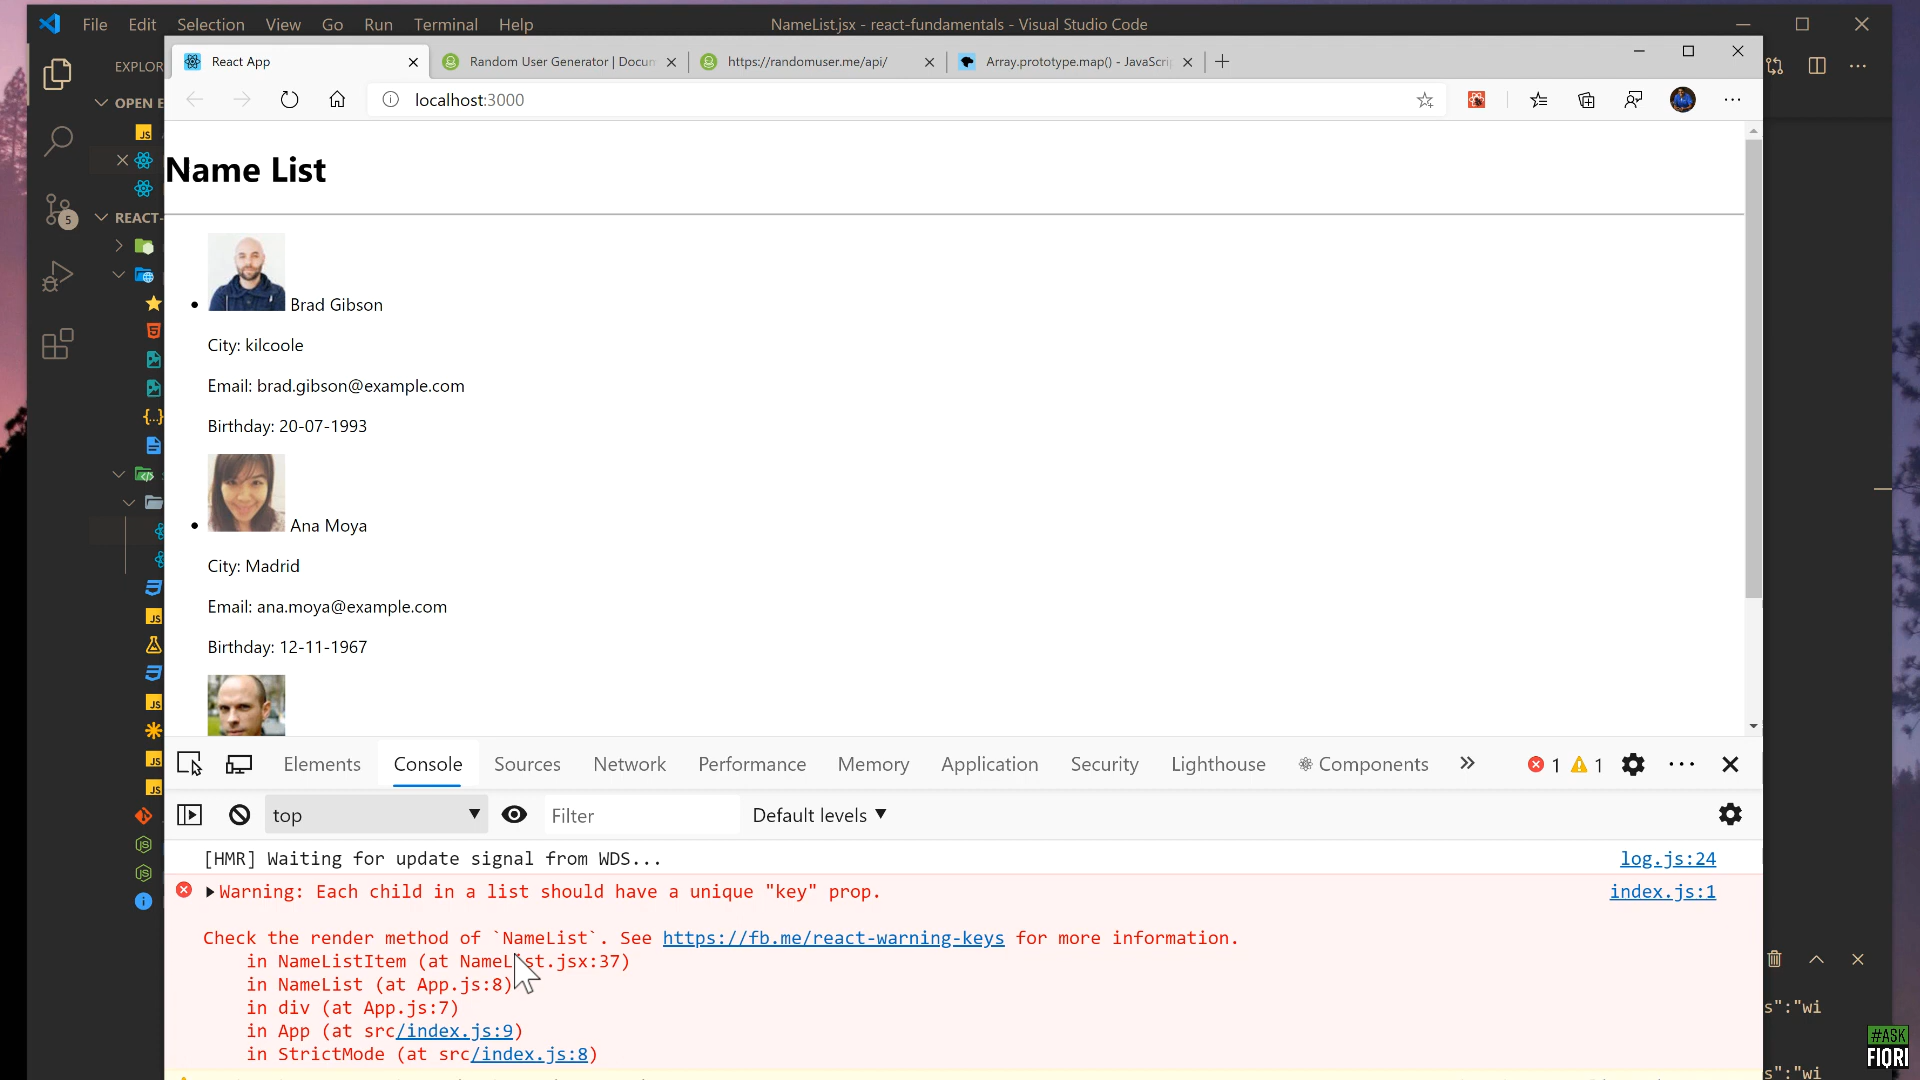 File Edit Selection View Go Run Terminal Help NameList.jsx - react-fundamentals - Visual Studio Code
EXPLOR
OPEN E
JS
REACT-
5
React App Random User Generator | Docun https://randomuser.me/api/ Array.prototype.map() - JavaScrip
localhost:3000
Name List
Brad Gibson
City: kilcoole
Email: brad.gibson@example.com
Birthday: 20-07-1993
Ana Moya
City: Madrid
Email: ana.moya@example.com
Birthday: 12-11-1967
Elements Console Sources Network Performance Memory Application Security Lighthouse Components 1 1
top Filter Default levels
[HMR] Waiting for update signal from WDS... log.js:24
Warning: Each child in a list should have a unique "key" prop. index.js:1
Check the render method of `NameList`. See https://fb.me/react-warning-keys for more information.
in NameListItem (at NameList.jsx:37)
in NameList (at App.js:8)
in div (at App.js:7)
in App (at src/index.js:9)
in StrictMode (at src/index.js:8)
s":"wi
s":"wi
#ASK
FIQRI